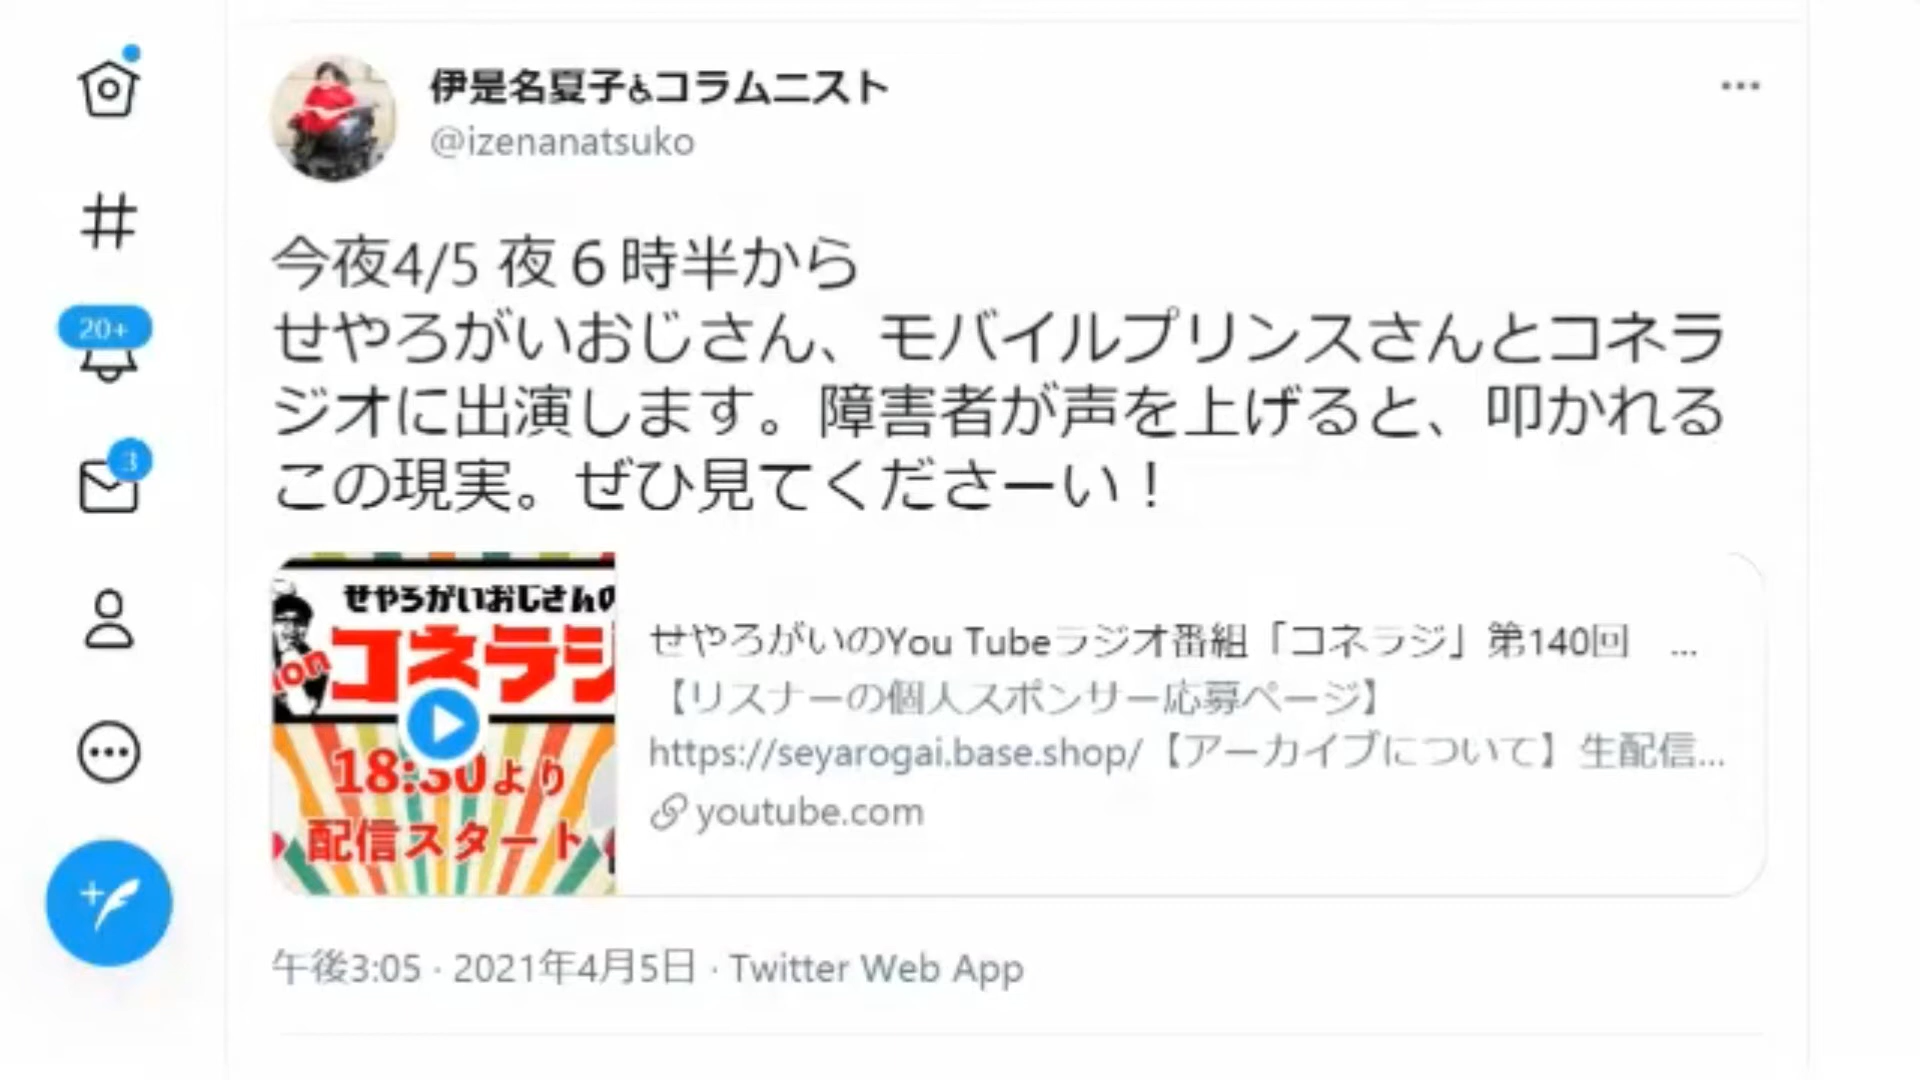 伊是名夏子♿コラムニスト
@izenanatsuko
今夜4/5 夜６時半から
せやろがいおじさん、モバイルプリンスさんとコネラ
ジオに出演します。障害者が声を上げると、叩かれる
この現実。ぜひ見てくださーい！
20+
3
せやろがいおじさんの
コネラジ
ion
18:30より
配信スタート
せやろがいのYou Tubeラジオ番組「コネラジ」第140回　...
【リスナーの個人スポンサー応募ページ】
https://seyarogai.base.shop/【アーカイブについて】生配信...
youtube.com
午後3:05 · 2021年4月5日 · Twitter Web App